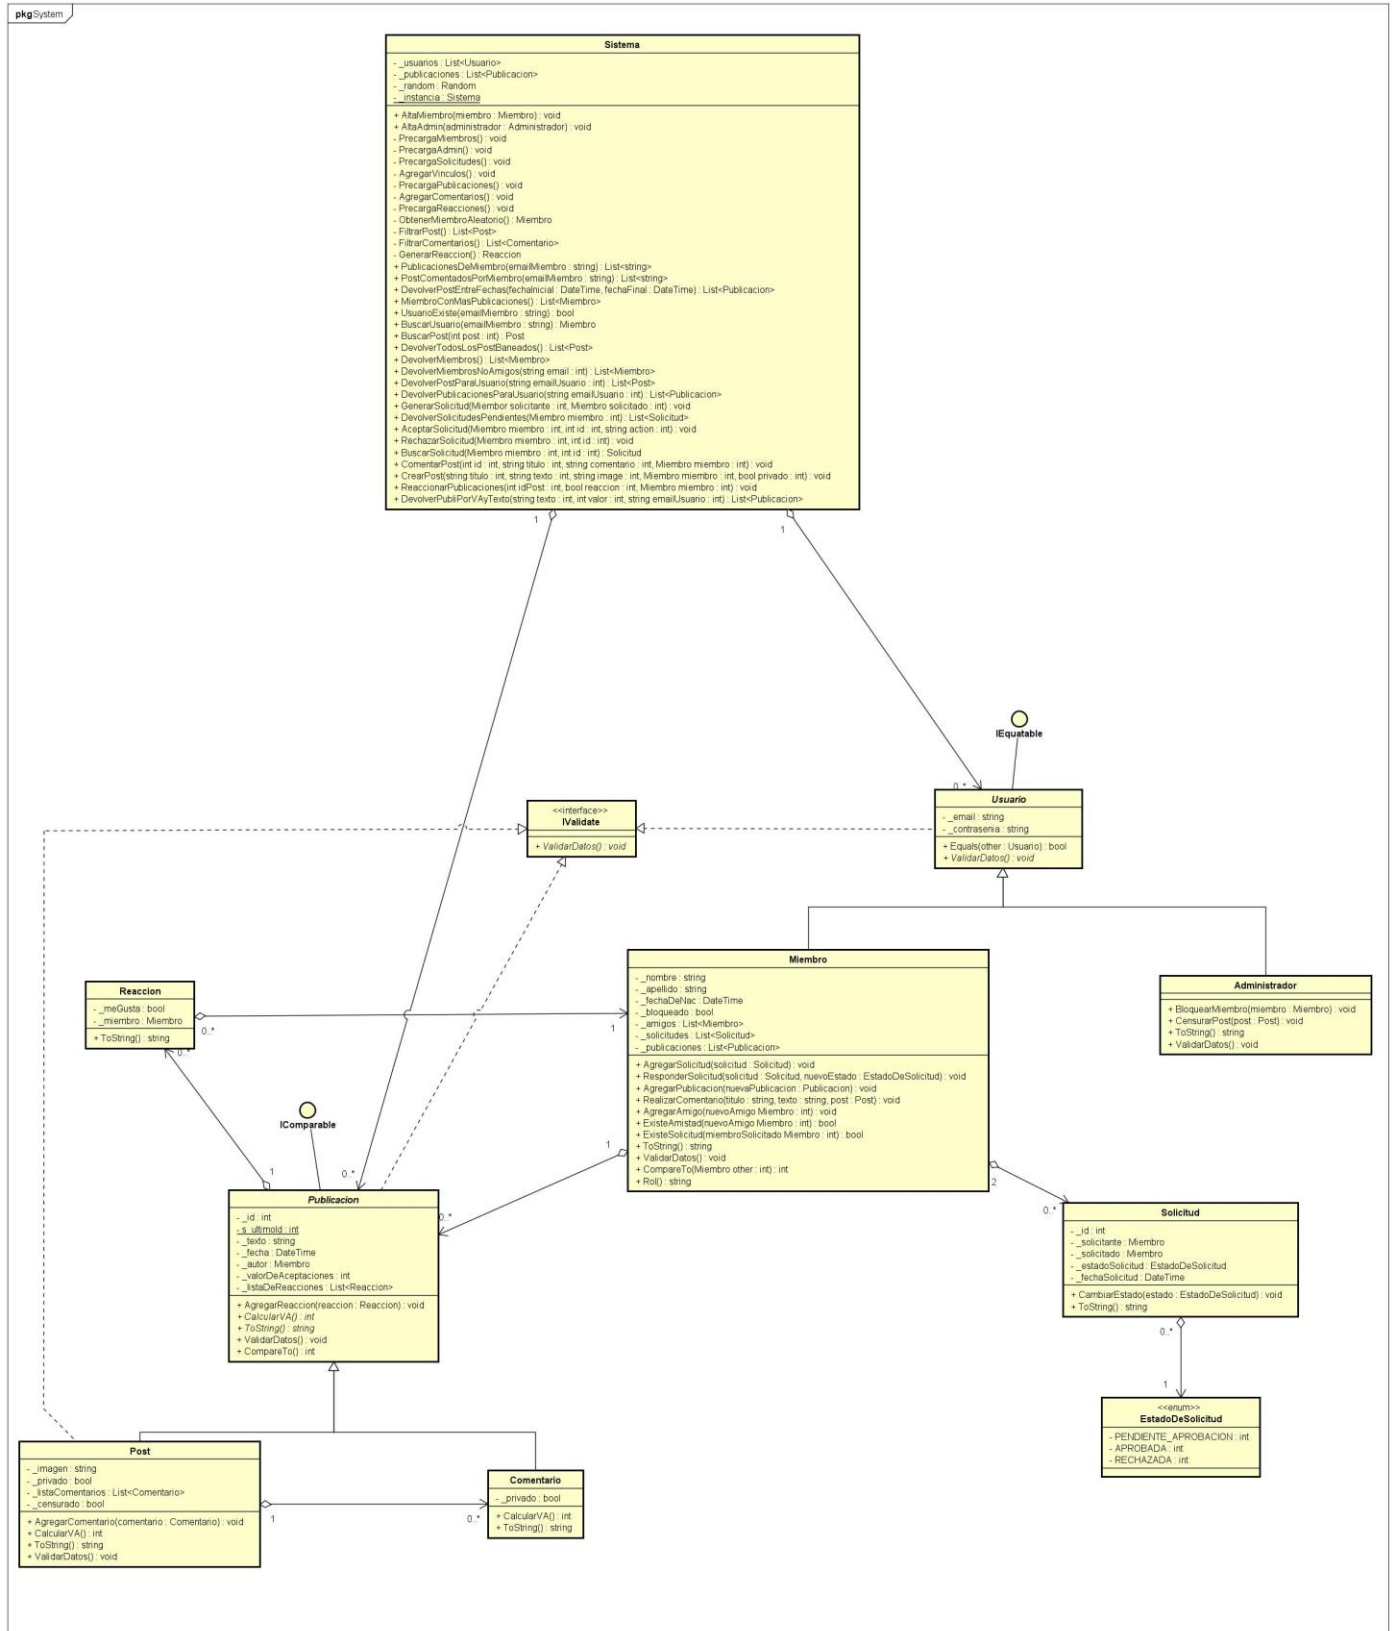 pkg System
Sistema
- _usuarios : List<Usuario>
- _publicaciones : List<Publicacion>
- _random : Random
- _instancia : Sistema
+ AltaMiembro(miembro : Miembro) : void
+ AltaAdmin(administrador : Administrador) : void
- PrecargaMiembros() : void
- PrecargaAdmin() : void
- PrecargaSolicitudes() : void
- AgregarVinculos() : void
- PrecargaPublicaciones() : void
- AgregarComentarios() : void
- PrecargaReacciones() : void
- ObtenerMiembroAleatorio() : Miembro
- FiltrarPost() : List<Post>
- FiltrarComentarios() : List<Comentario>
- GenerarReaccion() : Reaccion
+ PublicacionesDeMiembro(emailMiembro : string) : List<string>
+ PostComentadosPorMiembro(emailMiembro : string) : List<string>
+ DevolverPostEntreFechas(fechaInicial : DateTime, fechaFinal : DateTime) : List<Publicacion>
+ MiembroConMasPublicaciones() : List<Miembro>
+ UsuarioExiste(emailMiembro : string) : bool
+ BuscarUsuario(emailMiembro : string) : Miembro
+ BuscarPost(int post : int) : Post
+ DevolverTodosLosPostBaneados() : List<Post>
+ DevolverMiembros() : List<Miembro>
+ DevolverMiembrosNoAmigos(string email : int) : List<Miembro>
+ DevolverPostParaUsuario(string emailUsuario : int) : List<Post>
+ DevolverPublicacionesParaUsuario(string emailUsuario : int) : List<Publicacion>
+ GenerarSolicitud(Miembor solicitante : int, Miembro solicitado : int) : void
+ DevolverSolicitudesPendientes(Miembro miembro : int) : List<Solicitud>
+ AceptarSolicitud(Miembro miembro : int, int id : int, string action : int) : void
+ RechazarSolicitud(Miembro miembro : int, int id : int) : void
+ BuscarSolicitud(Miembro miembro : int, int id : int) : Solicitud
+ ComentarPost(int id : int, string titulo : int, string comentario : int, Miembro miembro : int) : void
+ CrearPost(string titulo : int, string texto : int, string image : int, Miembro miembro : int, bool privado : int) : void
+ ReaccionarPublicaciones(int idPost : int, bool reaccion : int, Miembro miembro : int) : void
+ DevolverPubliPorVAyTexto(string texto : int, int valor : int, string emailUsuario : int) : List<Publicacion>
1
1
IEquatable
0..*
Usuario
- _email : string
- _contrasenia : string
+ Equals(other : Usuario) : bool
+ ValidarDatos() : void
<<interface>>
IValidate
+ ValidarDatos() : void
Miembro
- _nombre : string
- _apellido : string
- _fechaDeNac : DateTime
- _bloqueado : bool
- _amigos : List<Miembro>
- _solicitudes : List<Solicitud>
- _publicaciones : List<Publicacion>
+ AgregarSolicitud(solicitud : Solicitud) : void
+ ResponderSolicitud(solicitud : Solicitud, nuevoEstado : EstadoDeSolicitud) : void
+ AgregarPublicacion(nuevaPublicacion : Publicacion) : void
+ RealizarComentario(titulo : string, texto : string, post : Post) : void
+ AgregarAmigo(nuevoAmigo Miembro : int) : void
+ ExisteAmistad(nuevoAmigo Miembro : int) : bool
+ ExisteSolicitud(miembroSolicitado Miembro : int) : bool
+ ToString() : string
+ ValidarDatos() : void
+ CompareTo(Miembro other : int) : int
+ Rol() : string
Administrador
+ BloquearMiembro(miembro : Miembro) : void
+ CensurarPost(post : Post) : void
+ ToString() : string
+ ValidarDatos() : void
Reaccion
- _meGusta : bool
- _miembro : Miembro
+ ToString() : string
0..*
1
0..*
IComparable
1
0..*
1
0..*
2
0..*
Publicacion
- _id : int
- s_ultimoId : int
- _texto : string
- _fecha : DateTime
- _autor : Miembro
- _valorDeAceptaciones : int
- _listaDeReacciones : List<Reaccion>
+ AgregarReaccion(reaccion : Reaccion) : void
+ CalcularVA() : int
+ ToString() : string
+ ValidarDatos() : void
+ CompareTo() : int
Solicitud
- _id : int
- _solicitante : Miembro
- _solicitado : Miembro
- _estadoSolicitud : EstadoDeSolicitud
- _fechaSolicitud : DateTime
+ CambiarEstado(estado : EstadoDeSolicitud) : void
+ ToString() : string
0..*
1
<<enum>>
EstadoDeSolicitud
- PENDIENTE_APROBACION : int
- APROBADA : int
- RECHAZADA : int
Post
- _imagen : string
- _privado : bool
- _listaComentarios : List<Comentario>
- _censurado : bool
+ AgregarComentario(comentario : Comentario) : void
+ CalcularVA() : int
+ ToString() : string
+ ValidarDatos() : void
1
0..*
Comentario
- _privado : bool
+ CalcularVA() : int
+ ToString() : string